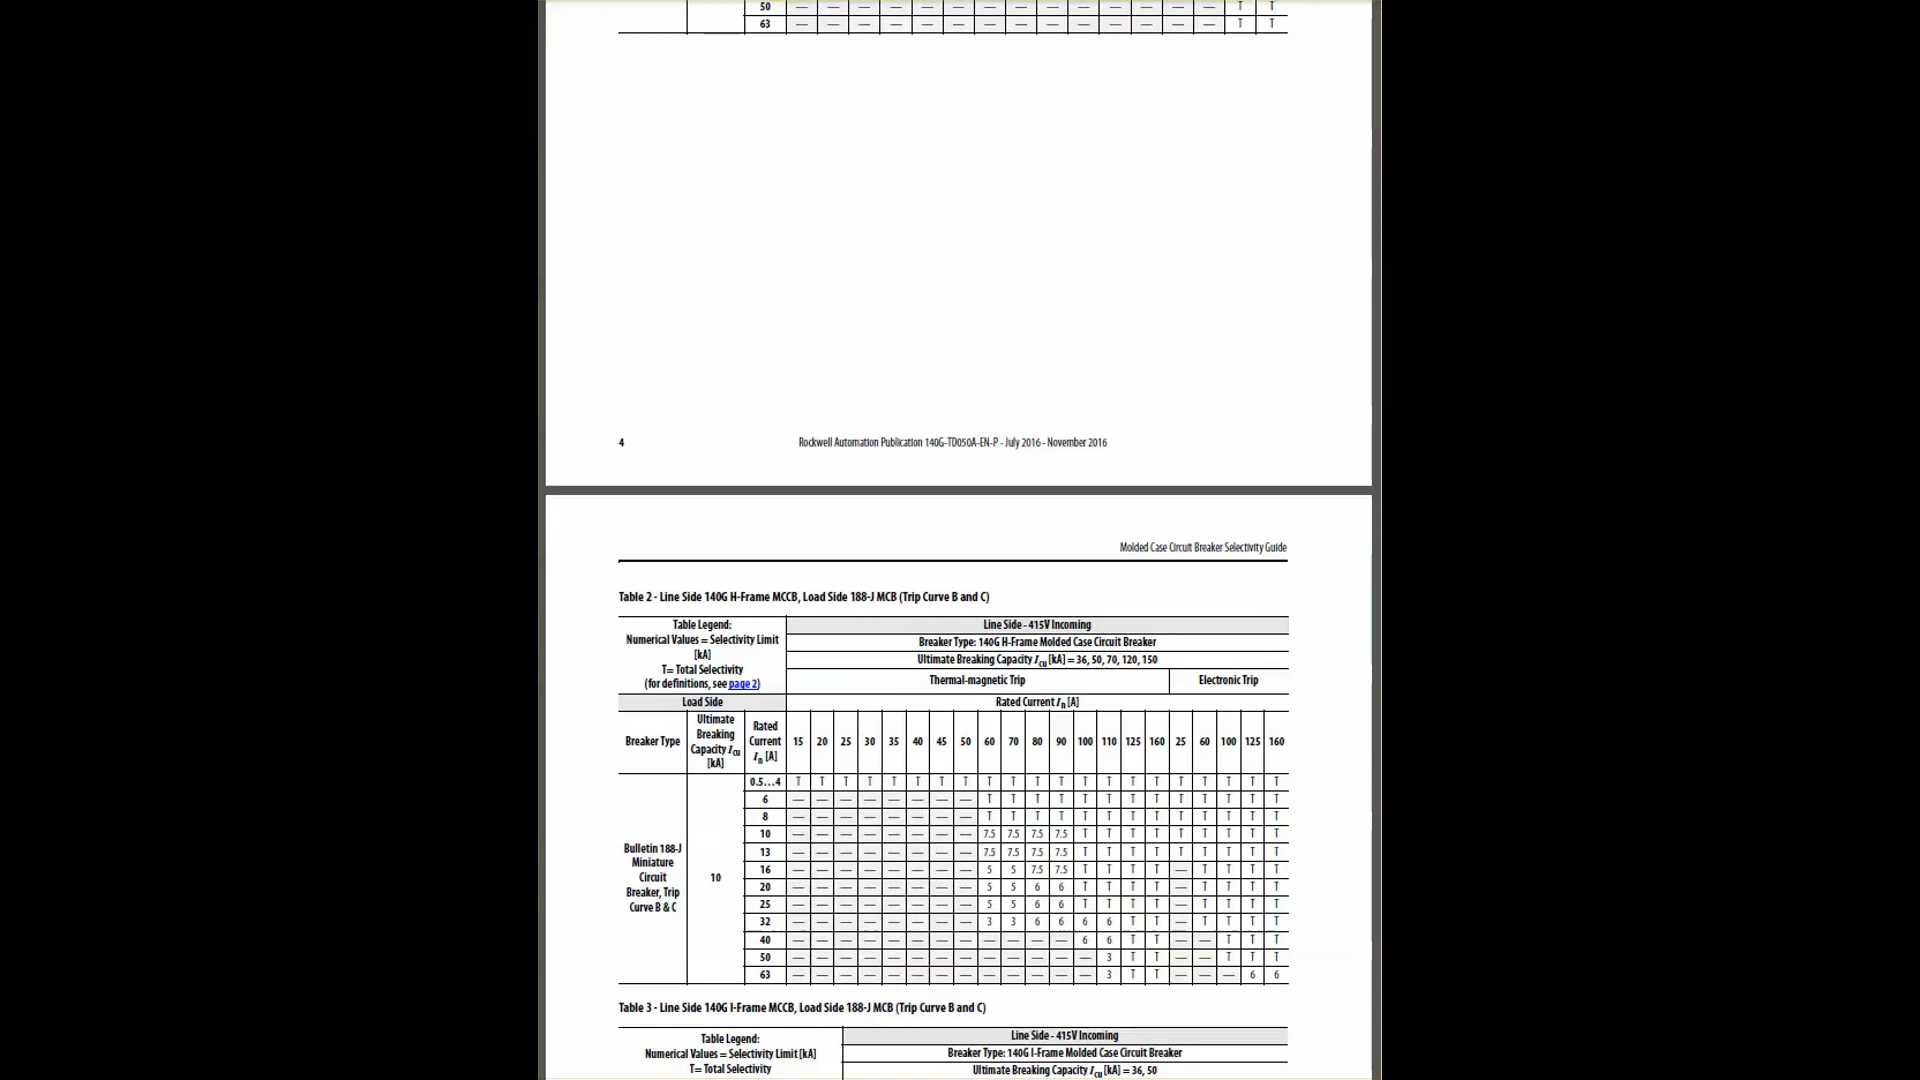 50 — — — — — — — — — — — — — — T T
63 — — — — — — — — — — — — — — T T
4 Rockwell Automation Publication 140G-TD050A-EN-P - July 2016 - November 2016
Molded Case Circuit Breaker Selectivity Guide
Table 2 - Line Side 140G H-Frame MCCB, Load Side 188-J MCB (Trip Curve B and C)
Table Legend:
Numerical Values = Selectivity Limit
[kA]
T= Total Selectivity
(for definitions, see page 2)
Line Side - 415V Incoming
Breaker Type: 140G H-Frame Molded Case Circuit Breaker
Ultimate Breaking Capacity Icu [kA] = 36, 50, 70, 120, 150
Thermal-magnetic Trip Electronic Trip
Load Side Rated Current In [A]
Breaker Type
Ultimate
Breaking
Capacity Icu
[kA]
Rated
Current
In [A]
15 20 25 30 35 40 45 50 60 70 80 90 100 110 125 160 25 60 100 125 160
Bulletin 188-J
Miniature
Circuit
Breaker, Trip
Curve B & C
10
0.5…4 T T T T T T T T T T T T T T T T T T T T T
6 — — — — — — — — T T T T T T T T T T T T T
8 — — — — — — — — T T T T T T T T T T T T T
10 — — — — — — — — 7.5 7.5 7.5 7.5 T T T T T T T T T
13 — — — — — — — — 7.5 7.5 7.5 7.5 T T T T T T T T T
16 — — — — — — — — 5 5 7.5 7.5 T T T T — T T T T
20 — — — — — — — — 5 5 6 6 T T T T — T T T T
25 — — — — — — — — 5 5 6 6 T T T T — T T T T
32 — — — — — — — — 3 3 6 6 6 6 T T — T T T T
40 — — — — — — — — — — — — 6 6 T T — — T T T
50 — — — — — — — — — — — — — 3 T T — — T T T
63 — — — — — — — — — — — — — 3 T T — — — 6 6
Table 3 - Line Side 140G I-Frame MCCB, Load Side 188-J MCB (Trip Curve B and C)
Table Legend:
Numerical Values = Selectivity Limit [kA]
T= Total Selectivity
Line Side - 415V Incoming
Breaker Type: 140G I-Frame Molded Case Circuit Breaker
Ultimate Breaking Capacity Icu [kA] = 36, 50